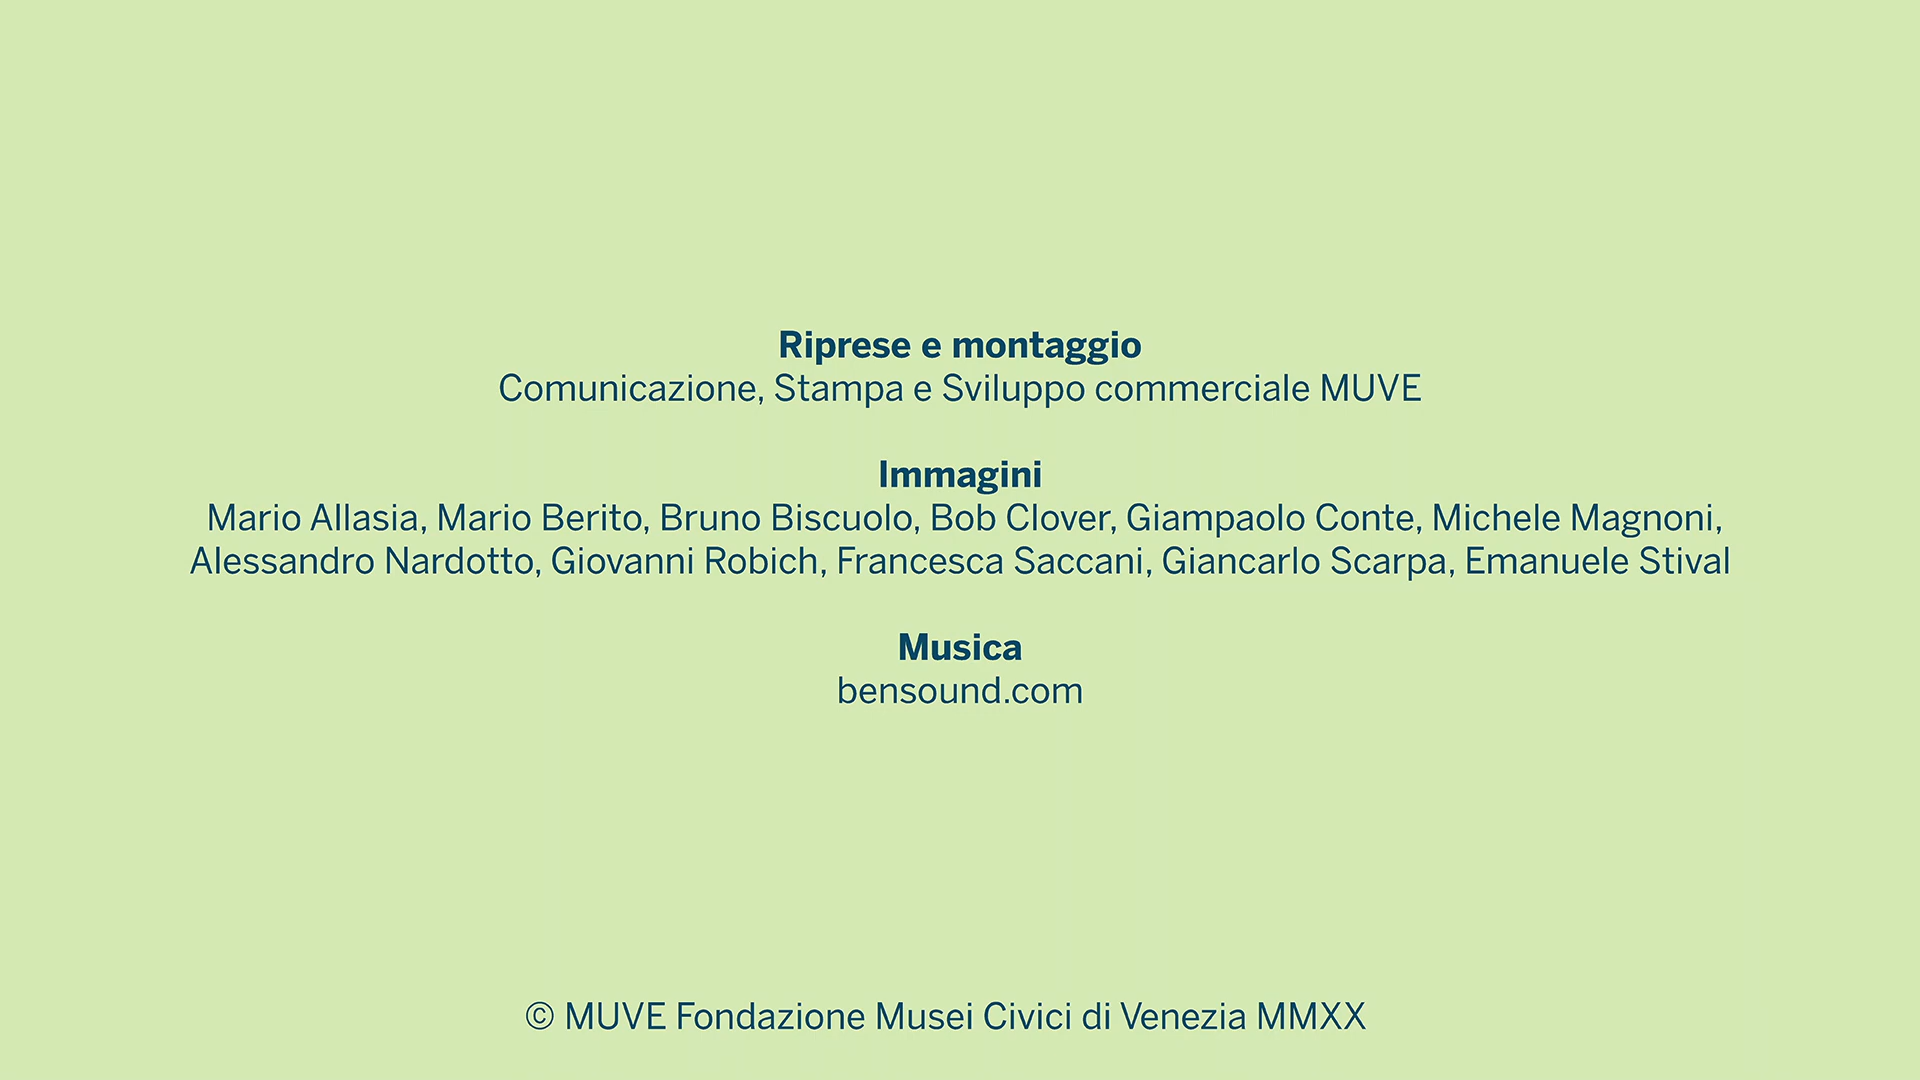 Riprese e montaggio
Comunicazione, Stampa e Sviluppo commerciale MUVE
Immagini
Mario Allasia, Mario Berito, Bruno Biscuolo, Bob Clover, Giampaolo Conte, Michele Magnoni,
Alessandro Nardotto, Giovanni Robich, Francesca Saccani, Giancarlo Scarpa, Emanuele Stival
Musica
bensound.com
© MUVE Fondazione Musei Civici di Venezia MMXX